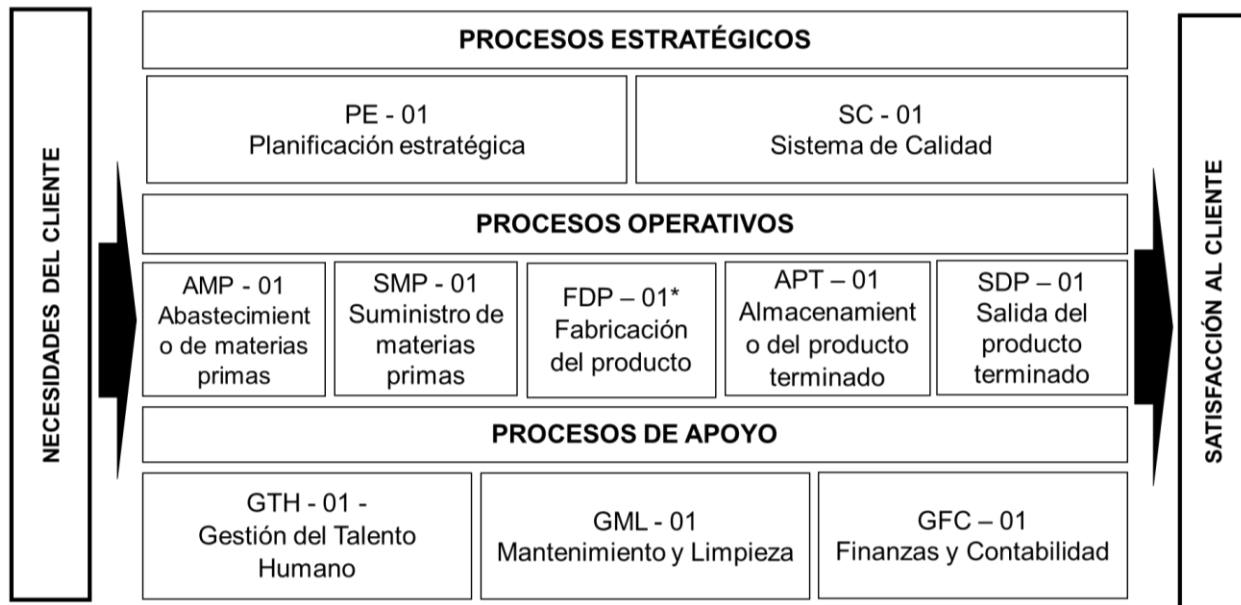 NECESIDADES DEL CLIENTE
PROCESOS ESTRATÉGICOS
PE - 01
Planificación estratégica
SC - 01
Sistema de Calidad
PROCESOS OPERATIVOS
AMP - 01
Abastecimient
o de materias
primas
SMP - 01
Suministro de
materias
primas
FDP – 01*
Fabricación
del producto
APT – 01
Almacenamient
o del producto
terminado
SDP – 01
Salida del
producto
terminado
PROCESOS DE APOYO
GTH - 01 -
Gestión del Talento
Humano
GML - 01
Mantenimiento y Limpieza
GFC – 01
Finanzas y Contabilidad
SATISFACCIÓN AL CLIENTE